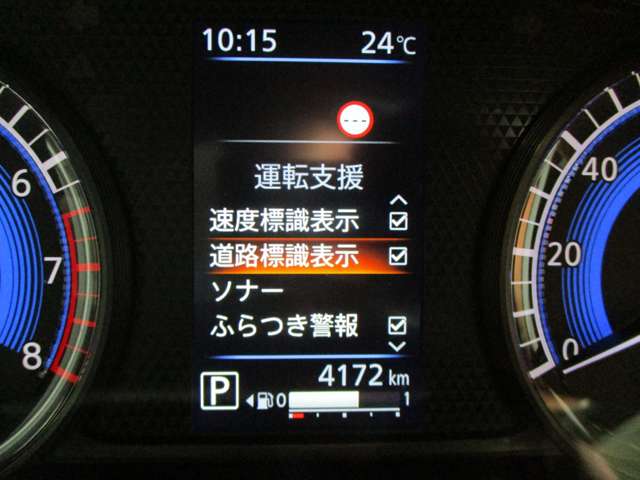 10:15 24℃
---
運転支援
速度標識表示
道路標識表示
ソナー
ふらつき警報
4172 km
P 0 1
6
7
8
40
20
0